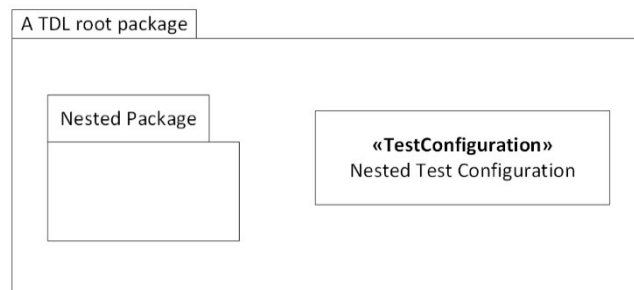 A TDL root package
Nested Package
«TestConfiguration»
Nested Test Configuration